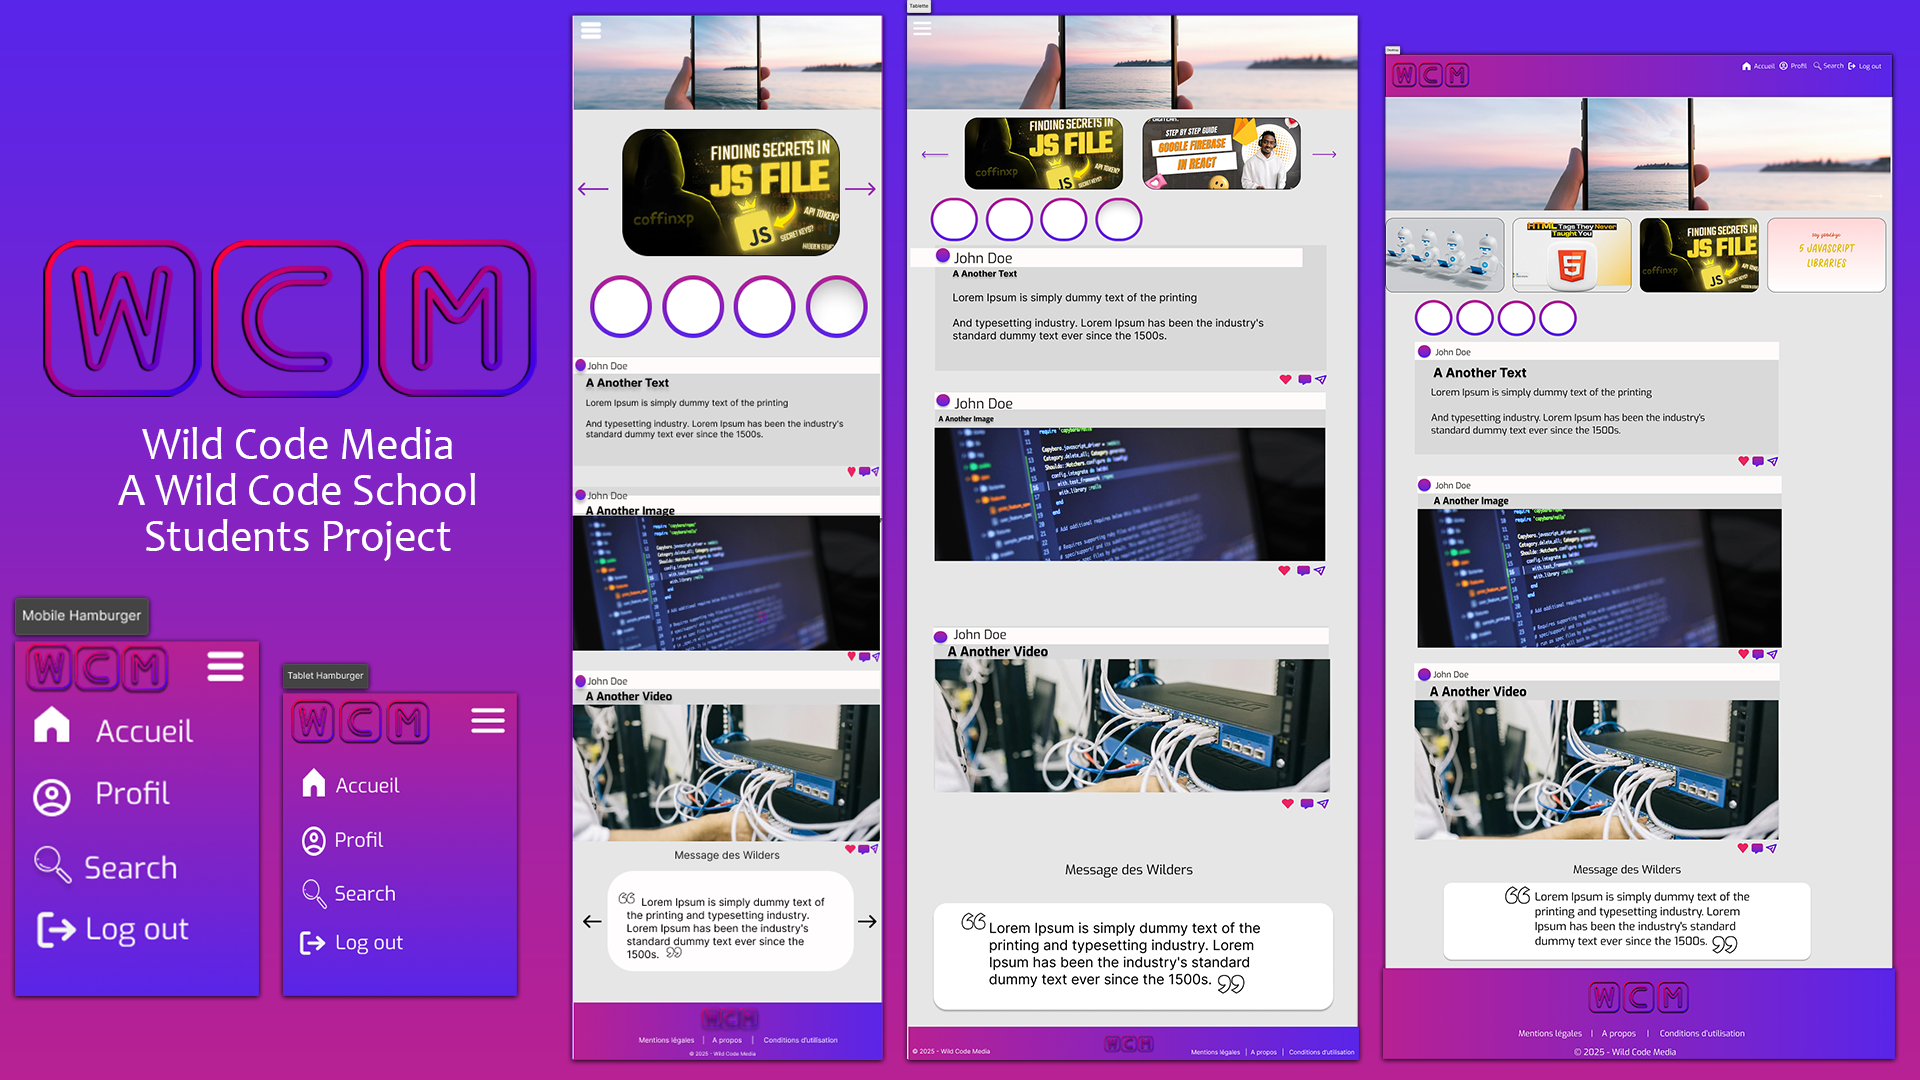 WCM
Wild Code Media
A Wild Code School
Students Project
Mobile Hamburger
WCM
Accueil
Profil
Search
Log out
Tablet Hamburger
WCM
Accueil
Profil
Search
Log out
FINDING SECRETS IN
JS FILE
coffinxp
API TOKEN?
JS
SECRET KEYS?
John Doe
A Another Text
Lorem Ipsum is simply dummy text of the printing
And typesetting industry. Lorem Ipsum has been the industry's
standard dummy text ever since the 1500s.
John Doe
A Another Image
John Doe
A Another Video
Message des Wilders
Lorem Ipsum is simply dummy text of
the printing and typesetting industry.
Lorem Ipsum has been the industry's
standard dummy text ever since the
1500s.
WCM
Mentions légales | A propos | Conditions d'utilisation
© 2025 - Wild Code Media
Tablette
FINDING SECRETS IN
JS FILE
coffinxp
API TOKEN?
JS
STEP BY STEP GUIDE
GOOGLE FIREBASE
IN REACT
John Doe
A Another Text
Lorem Ipsum is simply dummy text of the printing
And typesetting industry. Lorem Ipsum has been the industry's
standard dummy text ever since the 1500s.
John Doe
A Another Image
John Doe
A Another Video
Message des Wilders
Lorem Ipsum is simply dummy text of the
printing and typesetting industry. Lorem
Ipsum has been the industry's standard
dummy text ever since the 1500s.
© 2025 - Wild Code Media
WCM
Mentions légales | A propos | Conditions d'utilisation
Desktop
WCM
Accueil Profil Search Log out
HTML Tags They Never
Taught You
5
FINDING SECRETS IN
JS FILE
coffinxp
JS
5 JAVASCRIPT
LIBRARIES
John Doe
A Another Text
Lorem Ipsum is simply dummy text of the printing
And typesetting industry. Lorem Ipsum has been the industry's
standard dummy text ever since the 1500s.
John Doe
A Another Image
John Doe
A Another Video
Message des Wilders
Lorem Ipsum is simply dummy text of the
printing and typesetting industry. Lorem
Ipsum has been the industry's standard
dummy text ever since the 1500s.
WCM
Mentions légales | A propos | Conditions d'utilisation
© 2025 - Wild Code Media